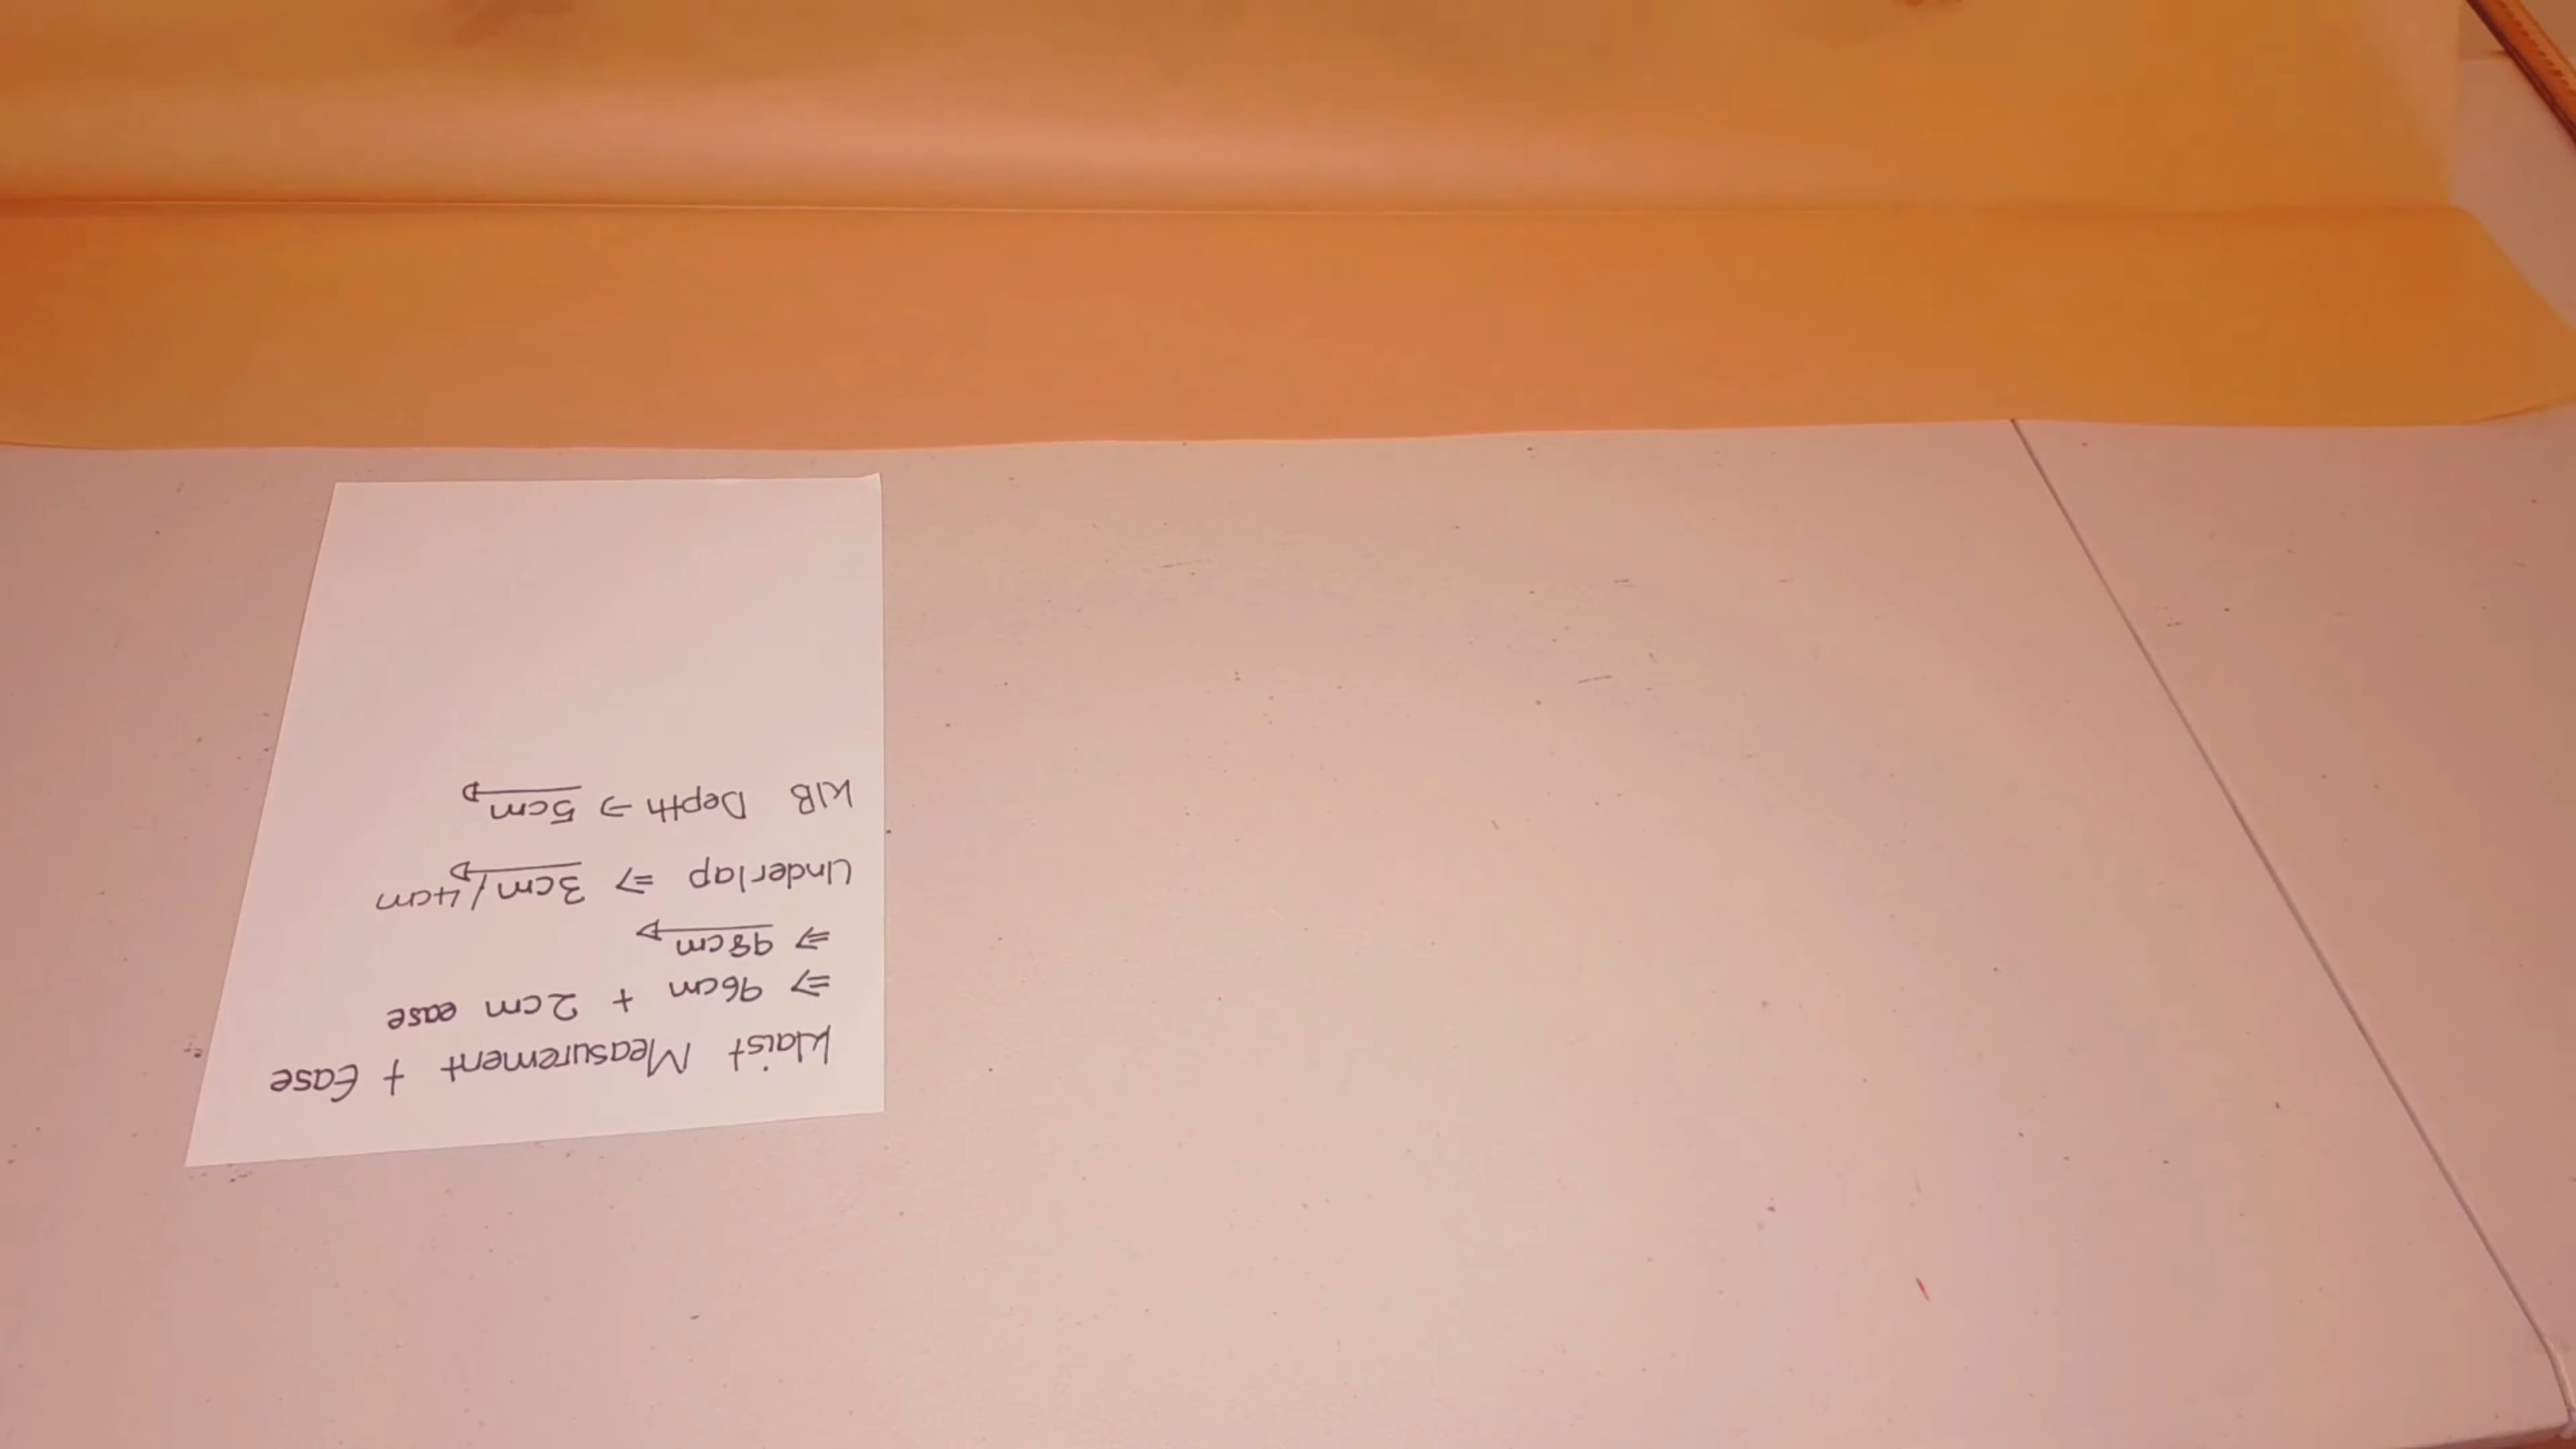 Waist Measurement + Ease
⇒ 96cm + 2cm ease
⇒ 98cm
Underlap ⇒ 3cm/4cm
WB Depth → 5cm